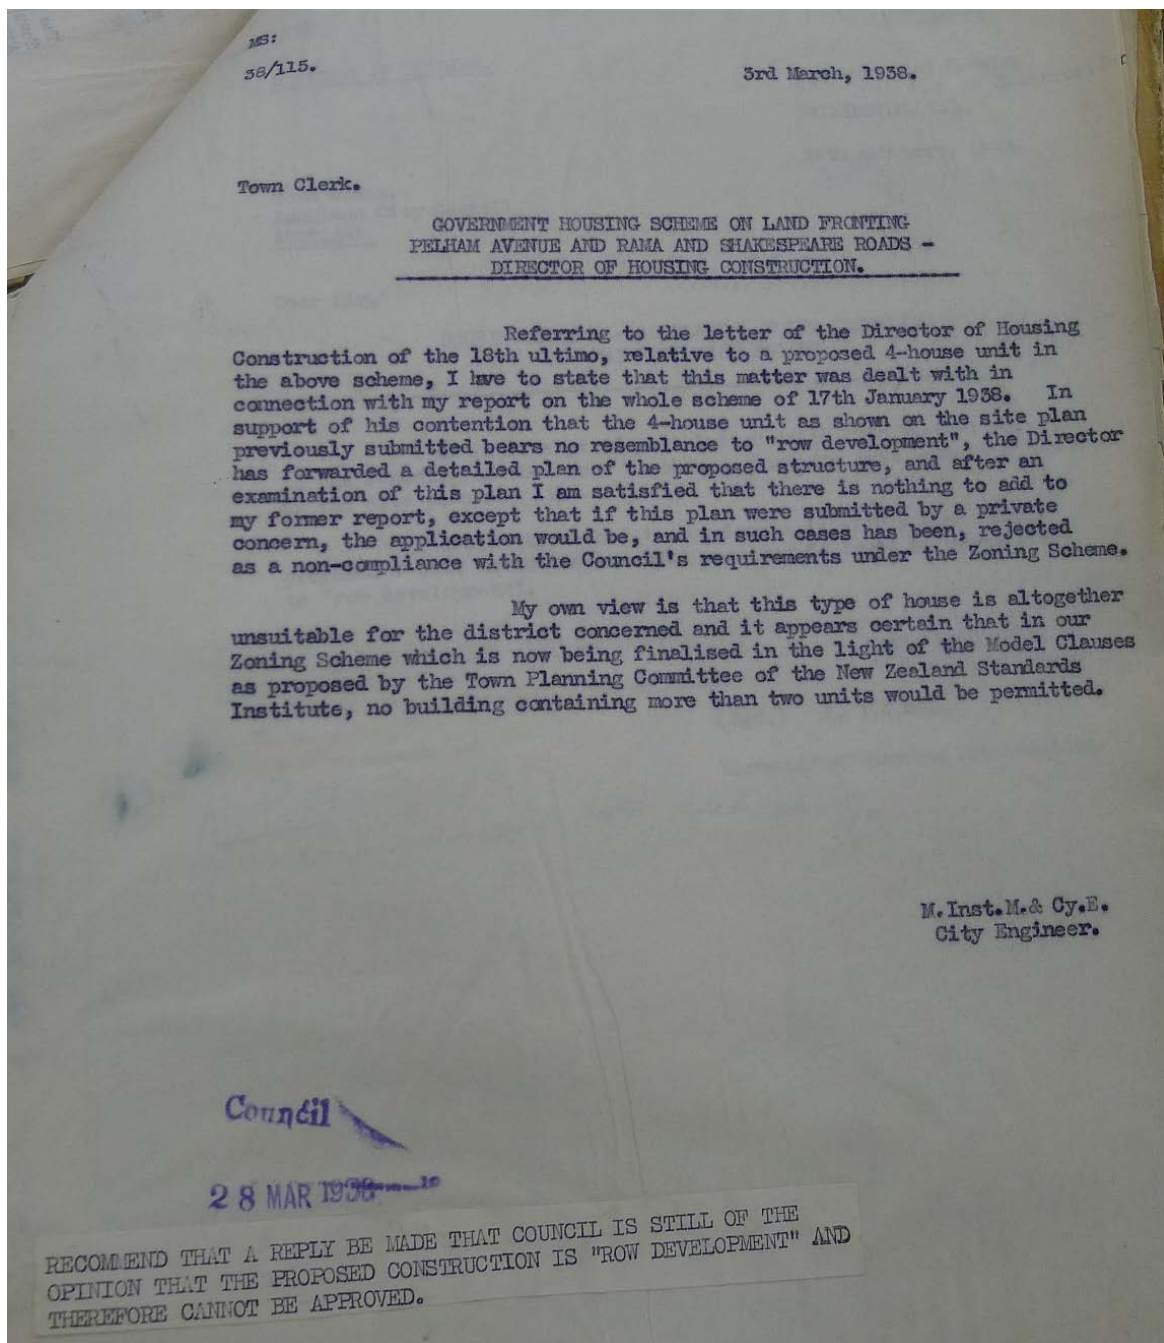 MS:
38/115.
3rd March, 1938.
Town Clerk.
GOVERNMENT HOUSING SCHEME ON LAND FRONTING
PELHAM AVENUE AND RAMA AND SHAKESPEARE ROADS -
DIRECTOR OF HOUSING CONSTRUCTION.
Referring to the letter of the Director of Housing
Construction of the 18th ultimo, relative to a proposed 4-house unit in
the above scheme, I have to state that this matter was dealt with in
connection with my report on the whole scheme of 17th January 1938. In
support of his contention that the 4-house unit as shown on the site plan
previously submitted bears no resemblance to "row development", the Director
has forwarded a detailed plan of the proposed structure, and after an
examination of this plan I am satisfied that there is nothing to add to
my former report, except that if this plan were submitted by a private
concern, the application would be, and in such cases has been, rejected
as a non-compliance with the Council's requirements under the Zoning Scheme.
My own view is that this type of house is altogether
unsuitable for the district concerned and it appears certain that in our
Zoning Scheme which is now being finalised in the light of the Model Clauses
as proposed by the Town Planning Committee of the New Zealand Standards
Institute, no building containing more than two units would be permitted.
M.Inst.M.& Cy.E.
City Engineer.
Council
28 MAR 1938
RECOMMEND THAT A REPLY BE MADE THAT COUNCIL IS STILL OF THE
OPINION THAT THE PROPOSED CONSTRUCTION IS "ROW DEVELOPMENT" AND
THEREFORE CANNOT BE APPROVED.